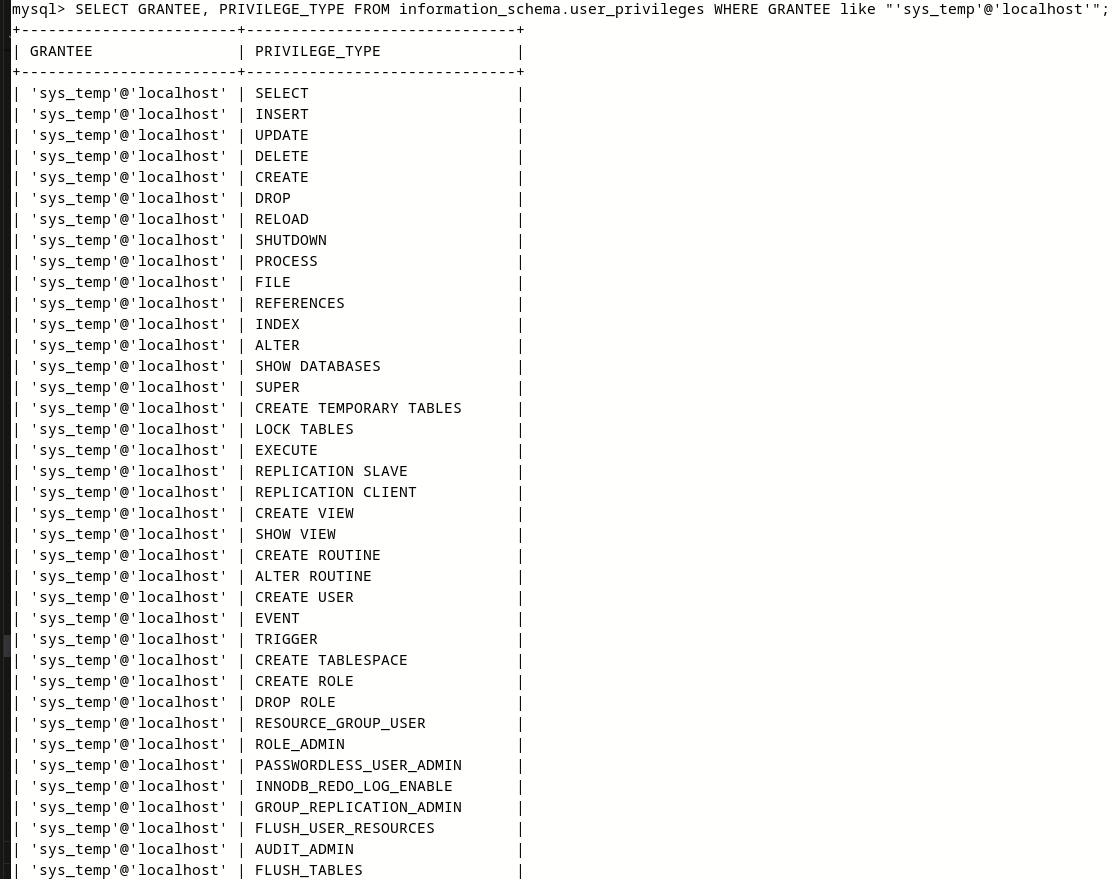 mysql> SELECT GRANTEE, PRIVILEGE_TYPE FROM information_schema.user_privileges WHERE GRANTEE like "'sys_temp'@'localhost'";
+-------------------------+------------------------------+
| GRANTEE | PRIVILEGE_TYPE |
+-------------------------+------------------------------+
| 'sys_temp'@'localhost' | SELECT |
| 'sys_temp'@'localhost' | INSERT |
| 'sys_temp'@'localhost' | UPDATE |
| 'sys_temp'@'localhost' | DELETE |
| 'sys_temp'@'localhost' | CREATE |
| 'sys_temp'@'localhost' | DROP |
| 'sys_temp'@'localhost' | RELOAD |
| 'sys_temp'@'localhost' | SHUTDOWN |
| 'sys_temp'@'localhost' | PROCESS |
| 'sys_temp'@'localhost' | FILE |
| 'sys_temp'@'localhost' | REFERENCES |
| 'sys_temp'@'localhost' | INDEX |
| 'sys_temp'@'localhost' | ALTER |
| 'sys_temp'@'localhost' | SHOW DATABASES |
| 'sys_temp'@'localhost' | SUPER |
| 'sys_temp'@'localhost' | CREATE TEMPORARY TABLES |
| 'sys_temp'@'localhost' | LOCK TABLES |
| 'sys_temp'@'localhost' | EXECUTE |
| 'sys_temp'@'localhost' | REPLICATION SLAVE |
| 'sys_temp'@'localhost' | REPLICATION CLIENT |
| 'sys_temp'@'localhost' | CREATE VIEW |
| 'sys_temp'@'localhost' | SHOW VIEW |
| 'sys_temp'@'localhost' | CREATE ROUTINE |
| 'sys_temp'@'localhost' | ALTER ROUTINE |
| 'sys_temp'@'localhost' | CREATE USER |
| 'sys_temp'@'localhost' | EVENT |
| 'sys_temp'@'localhost' | TRIGGER |
| 'sys_temp'@'localhost' | CREATE TABLESPACE |
| 'sys_temp'@'localhost' | CREATE ROLE |
| 'sys_temp'@'localhost' | DROP ROLE |
| 'sys_temp'@'localhost' | RESOURCE_GROUP_USER |
| 'sys_temp'@'localhost' | ROLE_ADMIN |
| 'sys_temp'@'localhost' | PASSWORDLESS_USER_ADMIN |
| 'sys_temp'@'localhost' | INNODB_REDO_LOG_ENABLE |
| 'sys_temp'@'localhost' | GROUP_REPLICATION_ADMIN |
| 'sys_temp'@'localhost' | FLUSH_USER_RESOURCES |
| 'sys_temp'@'localhost' | AUDIT_ADMIN |
| 'sys_temp'@'localhost' | FLUSH_TABLES |